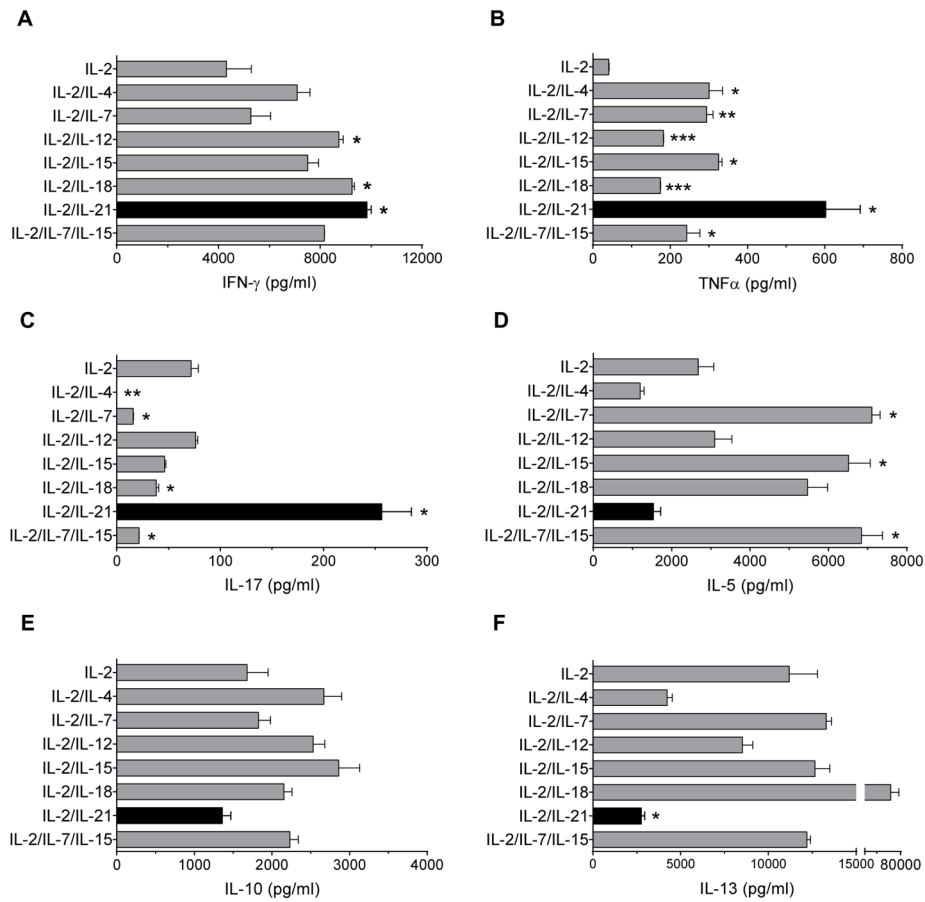 A
IL-2
IL-2/IL-4
IL-2/IL-7
IL-2/IL-12
*
IL-2/IL-15
IL-2/IL-18
*
IL-2/IL-21
*
IL-2/IL-7/IL-15
0 4000 8000 12000
IFN-γ (pg/ml)
B
IL-2
IL-2/IL-4
*
IL-2/IL-7
**
IL-2/IL-12
***
IL-2/IL-15
*
IL-2/IL-18
***
IL-2/IL-21
*
IL-2/IL-7/IL-15
*
0 200 400 600 800
TNFα (pg/ml)
C
IL-2
IL-2/IL-4
**
IL-2/IL-7
*
IL-2/IL-12
IL-2/IL-15
IL-2/IL-18
*
IL-2/IL-21
*
IL-2/IL-7/IL-15
*
0 100 200 300
IL-17 (pg/ml)
D
IL-2
IL-2/IL-4
IL-2/IL-7
*
IL-2/IL-12
IL-2/IL-15
*
IL-2/IL-18
IL-2/IL-21
IL-2/IL-7/IL-15
*
0 2000 4000 6000 8000
IL-5 (pg/ml)
E
IL-2
IL-2/IL-4
IL-2/IL-7
IL-2/IL-12
IL-2/IL-15
IL-2/IL-18
IL-2/IL-21
IL-2/IL-7/IL-15
0 1000 2000 3000 4000
IL-10 (pg/ml)
F
IL-2
IL-2/IL-4
IL-2/IL-7
IL-2/IL-12
IL-2/IL-15
IL-2/IL-18
IL-2/IL-21
*
IL-2/IL-7/IL-15
0 5000 10000 15000 80000
IL-13 (pg/ml)